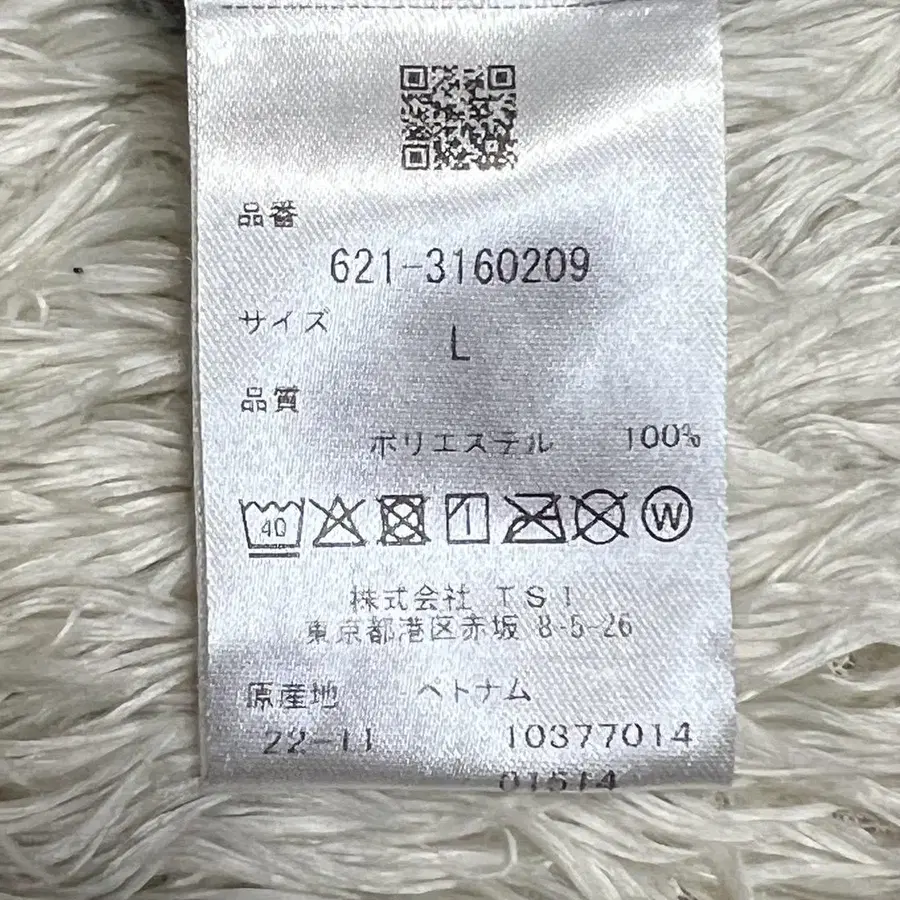 品番
621-3160209
サイズ
L
品質
ポリエステル 100%
40 W
株式会社 TSI
東京都港区赤坂 8-5-26
原産地 ベトナム
22-11 10377014
01514